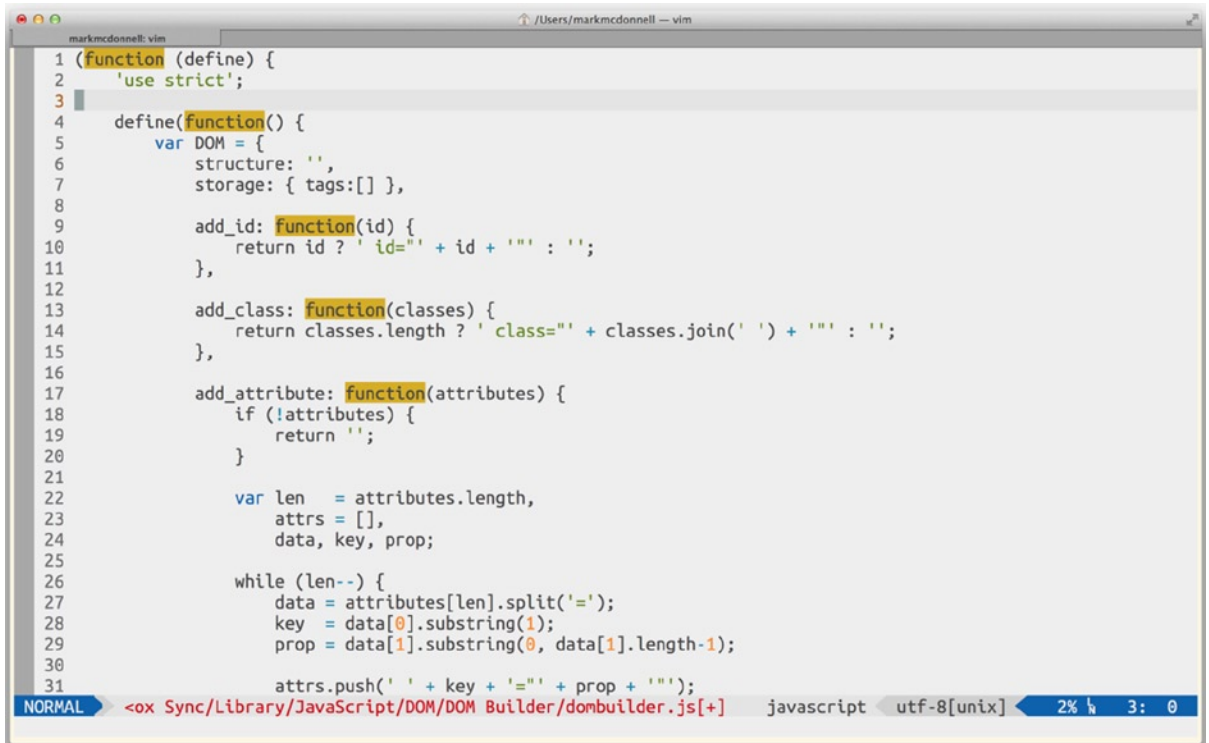 /Users/markmcdonnell — vim
markmcdonnell: vim
1 (function (define) {
2     'use strict';
3
4     define(function() {
5         var DOM = {
6             structure: '',
7             storage: { tags:[] },
8
9             add_id: function(id) {
10                 return id ? ' id="' + id + '"' : '';
11             },
12
13             add_class: function(classes) {
14                 return classes.length ? ' class="' + classes.join(' ') + '"' : '';
15             },
16
17             add_attribute: function(attributes) {
18                 if (!attributes) {
19                     return '';
20                 }
21
22                 var len   = attributes.length,
23                     attrs = [],
24                     data, key, prop;
25
26                 while (len--) {
27                     data = attributes[len].split('=');
28                     key  = data[0].substring(1);
29                     prop = data[1].substring(0, data[1].length-1);
30
31                     attrs.push(' ' + key + '="' + prop + '"');
NORMAL <ox Sync/Library/JavaScript/DOM/DOM Builder/dombuilder.js[+] javascript utf-8[unix] 2% 3: 0